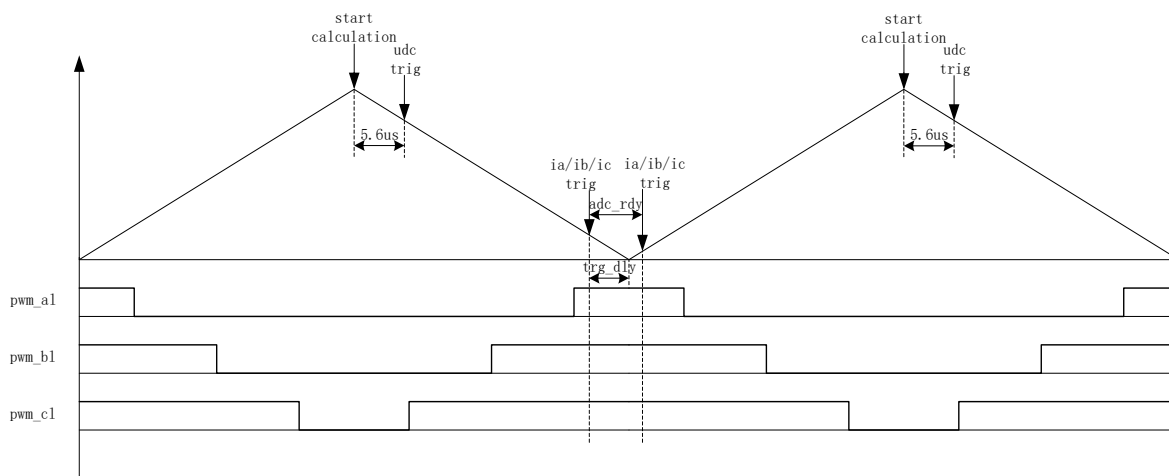 start
calculation
udc
trig
5.6us
ia/ib/ic
trig
ia/ib/ic
trig
adc_rdy
trg_dly
start
calculation
udc
trig
5.6us
pwm_al
pwm_bl
pwm_cl